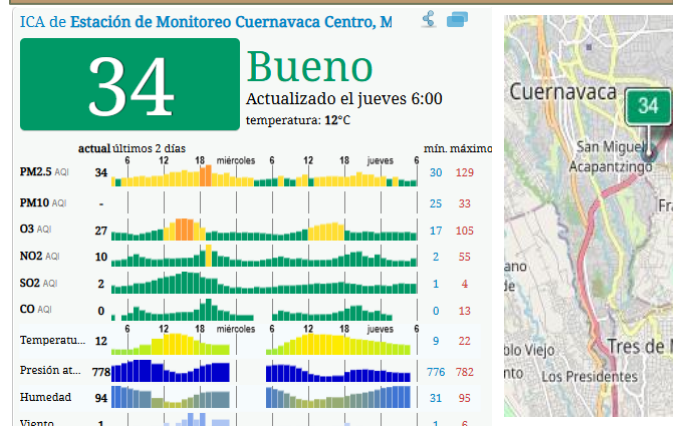 ICA de Estación de Monitoreo Cuernavaca Centro, M
34
Bueno
Actualizado el jueves 6:00
temperatura: 12°C
actual últimos 2 días mín. máximo
6 12 18 miércoles 6 12 18 jueves 6
PM2.5 AQI 34 30 129
PM10 AQI - 25 33
O3 AQI 27 17 105
NO2 AQI 10 2 55
SO2 AQI 2 1 4
CO AQI 0 0 13
6 12 18 miércoles 6 12 18 jueves 6
Temperatu... 12 9 22
Presión at... 778 776 782
Humedad 94 31 95
Viento 1 1 6
Cuernavaca
34
San Miguel
Acapantzingo
Fra
ano
de
blo Viejo
Tres de M
nto
Los Presidentes